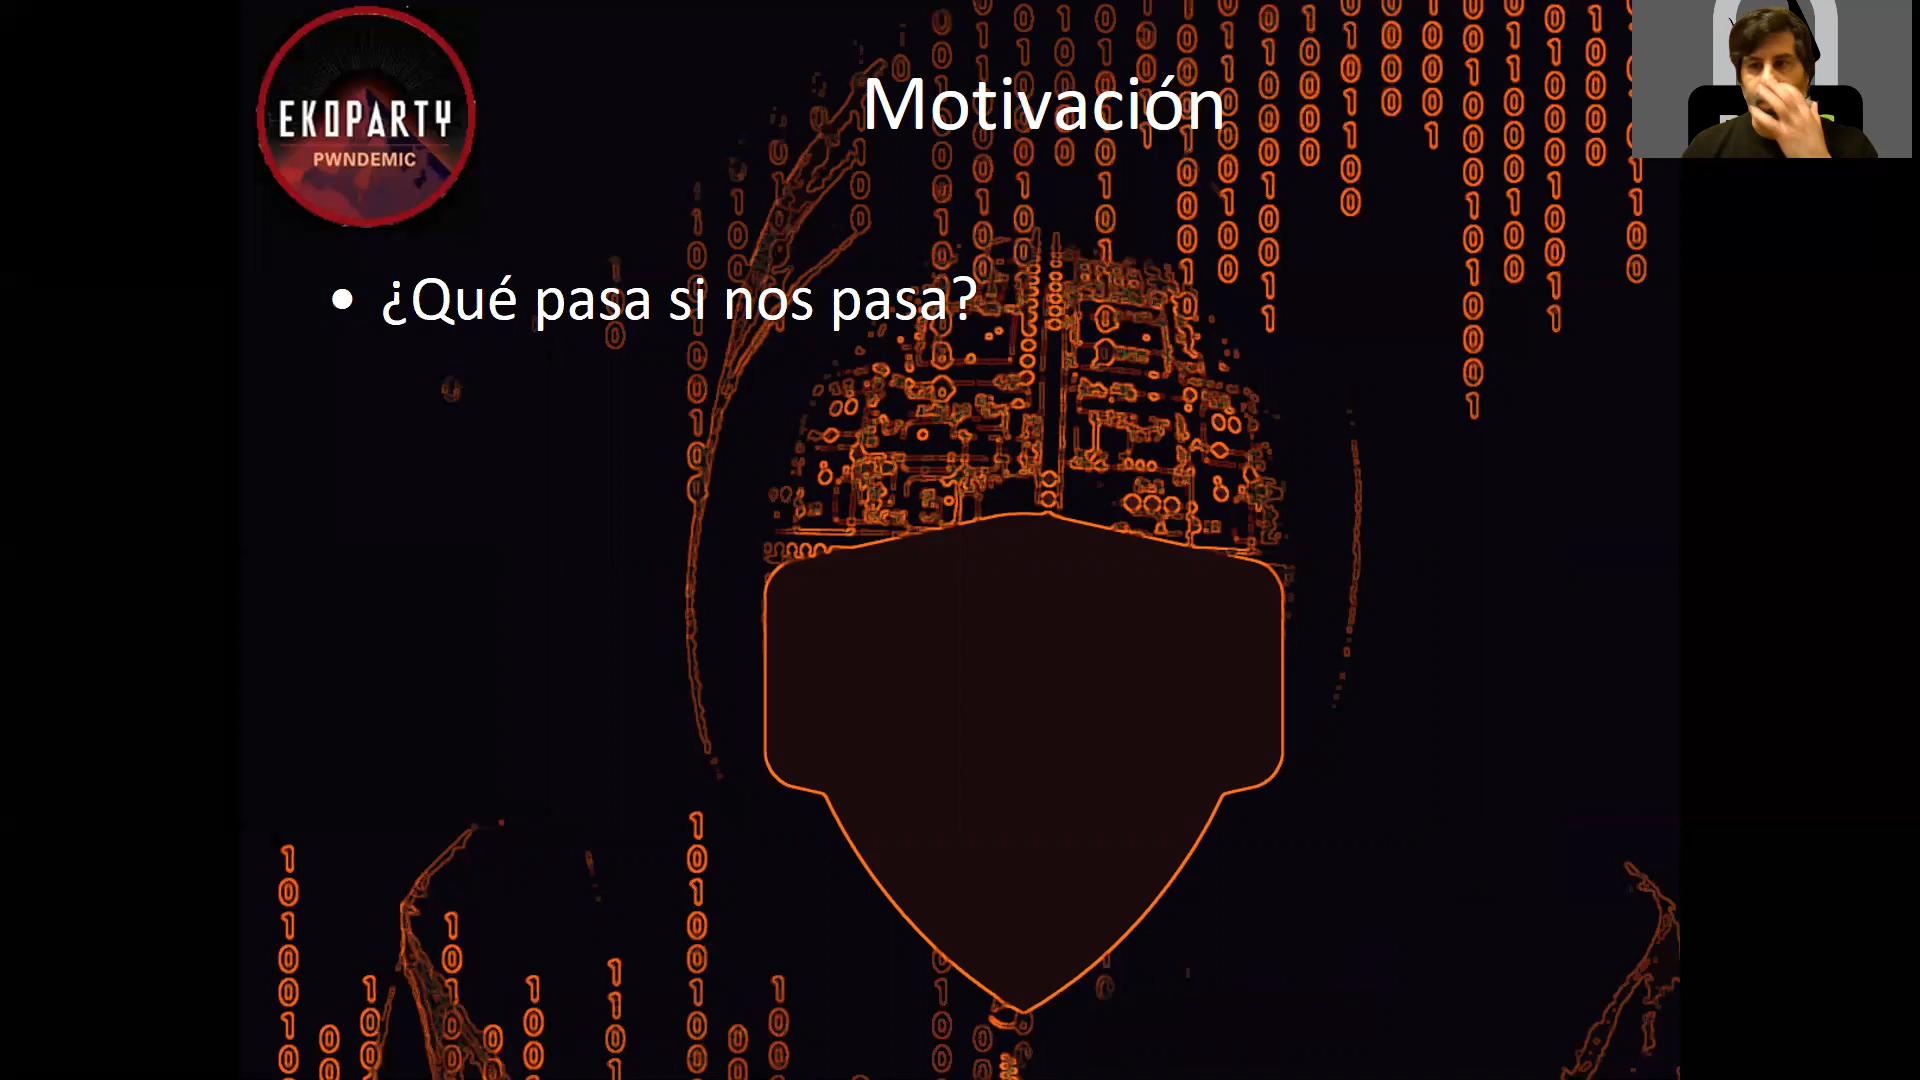 EKOPARTY
PWNDEMIC
Motivación
• ¿Qué pasa si nos pasa?